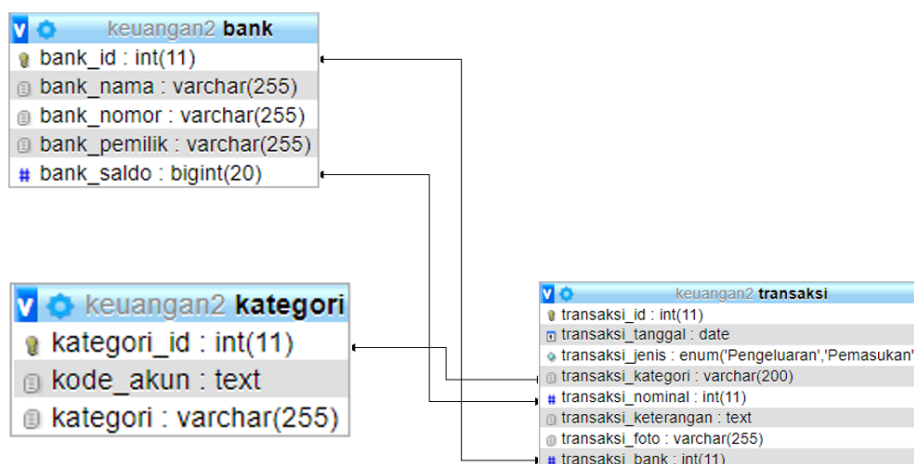 keuangan2 bank
bank_id : int(11)
bank_nama : varchar(255)
bank_nomor : varchar(255)
bank_pemilik : varchar(255)
# bank_saldo : bigint(20)
keuangan2 kategori
kategori_id : int(11)
kode_akun : text
kategori : varchar(255)
keuangan2 transaksi
transaksi_id : int(11)
transaksi_tanggal : date
transaksi_jenis : enum('Pengeluaran','Pemasukan'
transaksi_kategori : varchar(200)
# transaksi_nominal : int(11)
transaksi_keterangan : text
transaksi_foto : varchar(255)
# transaksi_bank : int(11)